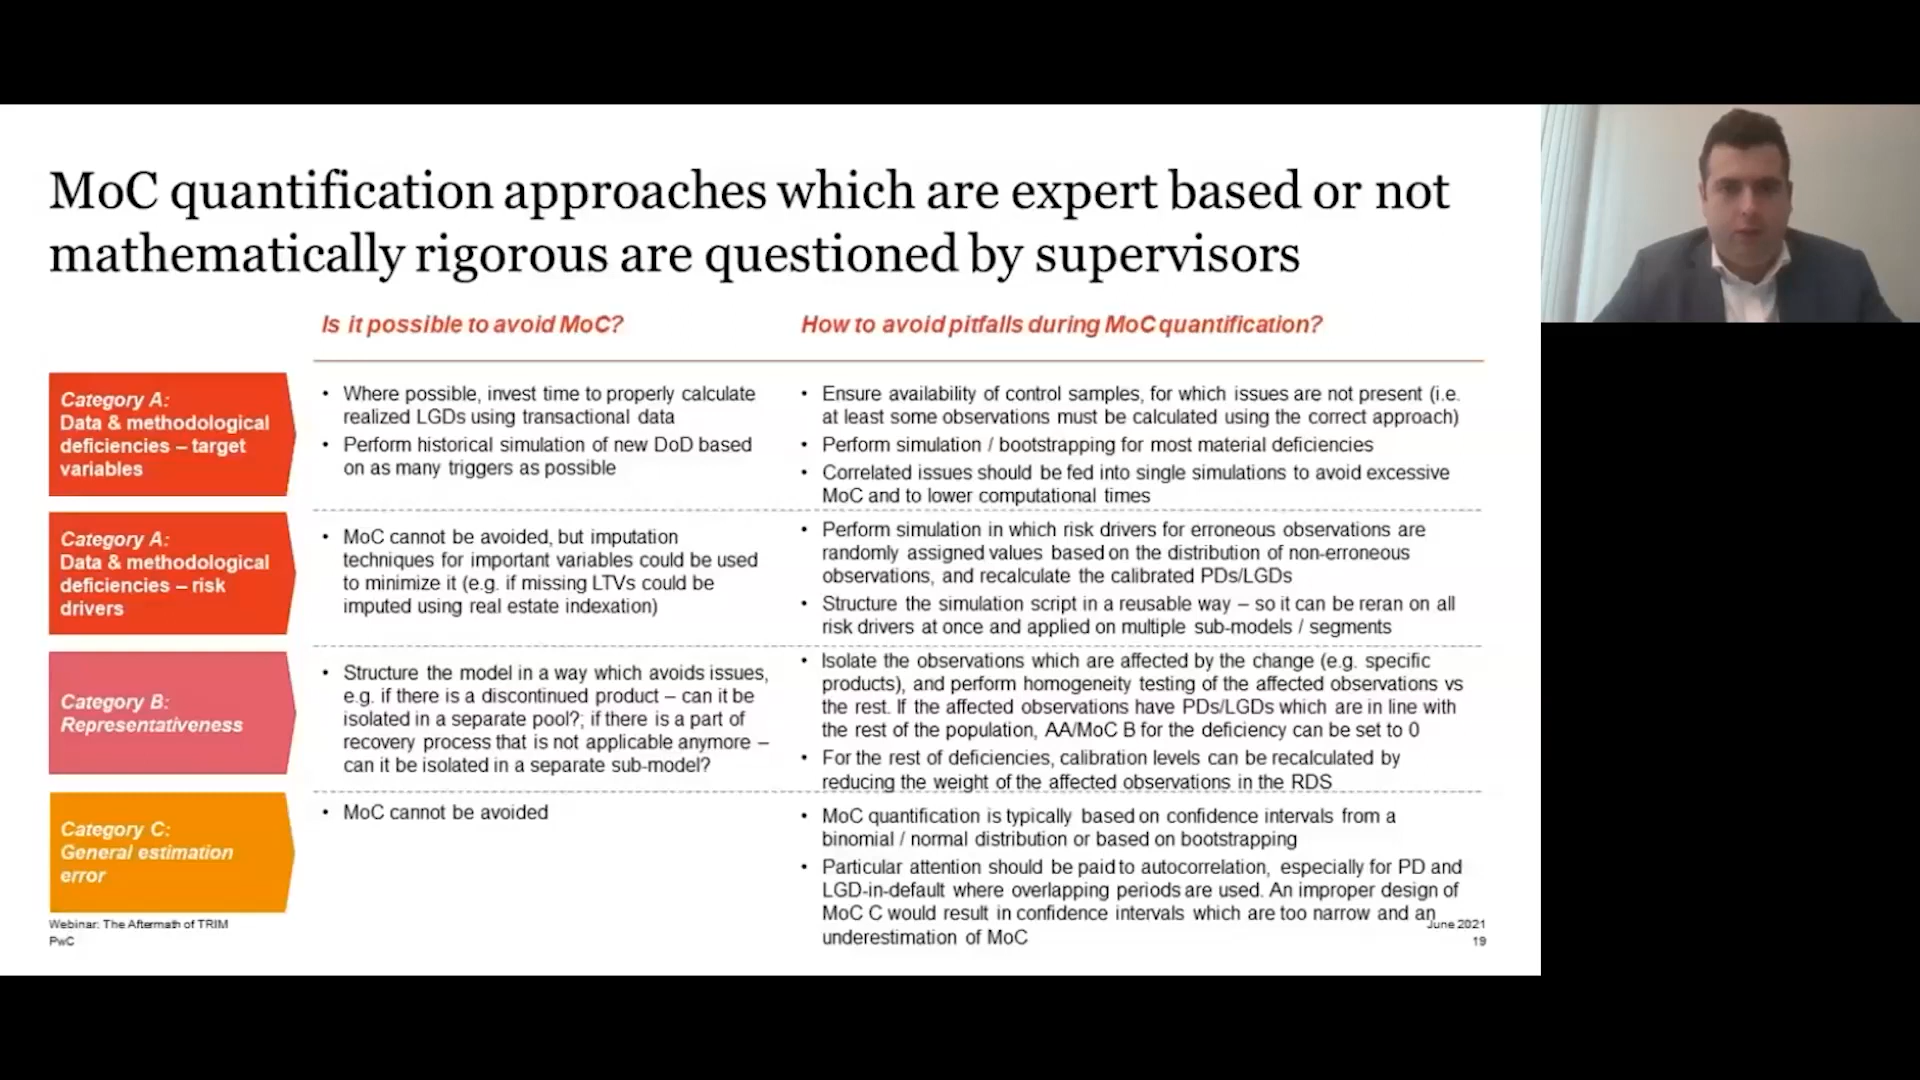 MoC quantification approaches which are expert based or not
mathematically rigorous are questioned by supervisors
Is it possible to avoid MoC?
How to avoid pitfalls during MoC quantification?
Category A:
Data & methodological
deficiencies – target
variables
• Where possible, invest time to properly calculate
realized LGDs using transactional data
• Perform historical simulation of new DoD based
on as many triggers as possible
• Ensure availability of control samples, for which issues are not present (i.e.
at least some observations must be calculated using the correct approach)
• Perform simulation / bootstrapping for most material deficiencies
• Correlated issues should be fed into single simulations to avoid excessive
MoC and to lower computational times
Category A:
Data & methodological
deficiencies – risk
drivers
• MoC cannot be avoided, but imputation
techniques for important variables could be used
to minimize it (e.g. if missing LTVs could be
imputed using real estate indexation)
• Perform simulation in which risk drivers for erroneous observations are
randomly assigned values based on the distribution of non-erroneous
observations, and recalculate the calibrated PDs/LGDs
• Structure the simulation script in a reusable way – so it can be reran on all
risk drivers at once and applied on multiple sub-models / segments
Category B:
Representativeness
• Structure the model in a way which avoids issues,
e.g. if there is a discontinued product – can it be
isolated in a separate pool?; if there is a part of
recovery process that is not applicable anymore –
can it be isolated in a separate sub-model?
• Isolate the observations which are affected by the change (e.g. specific
products), and perform homogeneity testing of the affected observations vs
the rest. If the affected observations have PDs/LGDs which are in line with
the rest of the population, AA/MoC B for the deficiency can be set to 0
• For the rest of deficiencies, calibration levels can be recalculated by
reducing the weight of the affected observations in the RDS
Category C:
General estimation
error
• MoC cannot be avoided
• MoC quantification is typically based on confidence intervals from a
binomial / normal distribution or based on bootstrapping
• Particular attention should be paid to autocorrelation, especially for PD and
LGD-in-default where overlapping periods are used. An improper design of
MoC C would result in confidence intervals which are too narrow and an
underestimation of MoC
Webinar: The Aftermath of TRIM
PwC
June 2021
19